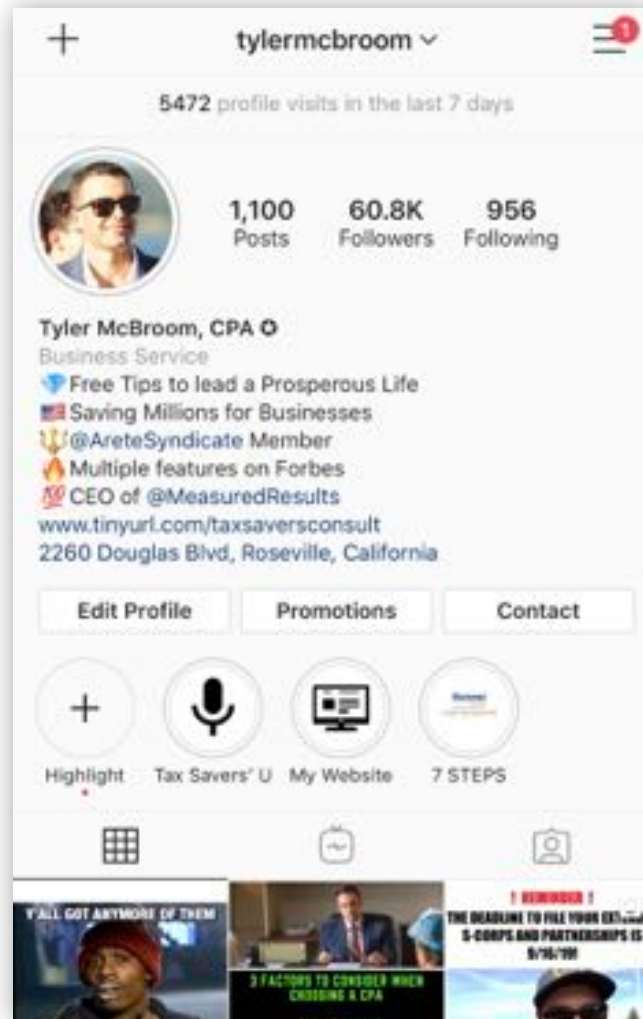 tylermcbroom
1
5472 profile visits in the last 7 days
1,100 60.8K 956
Posts Followers Following
Tyler McBroom, CPA
Business Service
Free Tips to lead a Prosperous Life
Saving Millions for Businesses
@AreteSyndicate Member
Multiple features on Forbes
💯 CEO of @MeasuredResults
www.tinyurl.com/taxsaversconsult
2260 Douglas Blvd, Roseville, California
Edit Profile Promotions Contact
Highlight Tax Savers' U My Website 7 STEPS
Y'ALL GOT ANYMORE OF THEM
3 FACTORS TO CONSIDER WHEN
CHOOSING A CPA
! REMINDER !
THE DEADLINE TO FILE YOUR
S-CORPS AND PARTNERSHIPS IS
9/16/19!